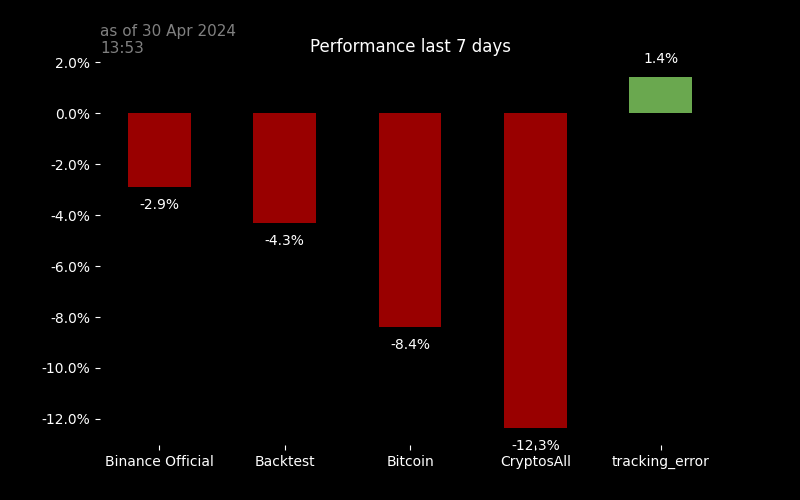 as of 30 Apr 2024
13:53
Performance last 7 days
2.0%
0.0%
-2.0%
-4.0%
-6.0%
-8.0%
-10.0%
-12.0%
-2.9%
-4.3%
-8.4%
-12.3%
1.4%
Binance Official
Backtest
Bitcoin
CryptosAll
tracking_error